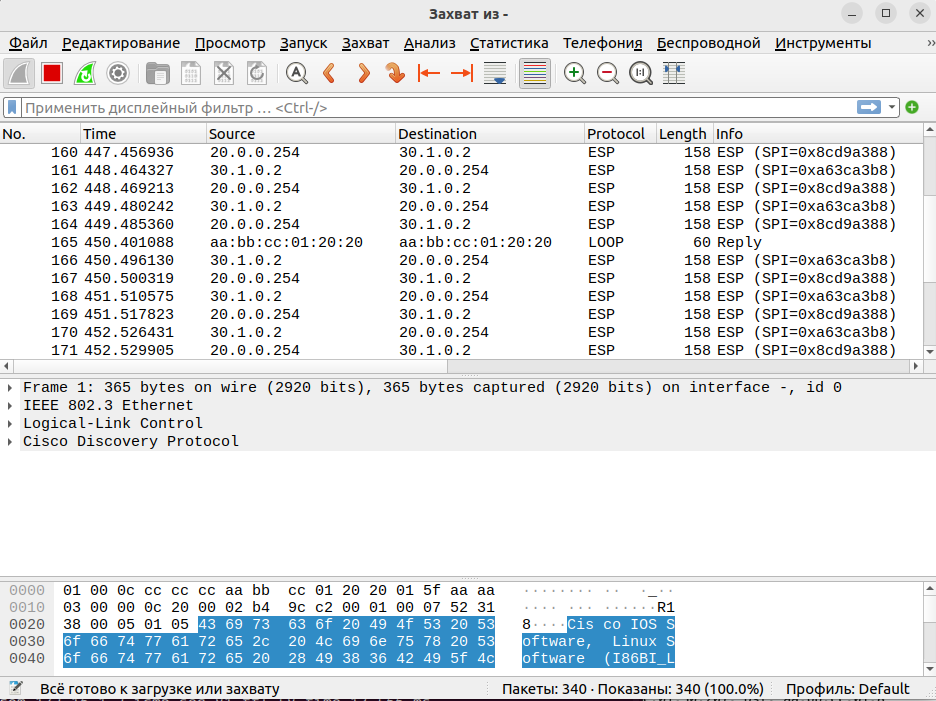 Захват из -
Файл Редактирование Просмотр Запуск Захват Анализ Статистика Телефония Беспроводной Инструменты »
Применить дисплейный фильтр … <Ctrl-/>
No. Time Source Destination Protocol Length Info
160 447.456936 20.0.0.254 30.1.0.2 ESP 158 ESP (SPI=0x8cd9a388)
161 448.464327 30.1.0.2 20.0.0.254 ESP 158 ESP (SPI=0xa63ca3b8)
162 448.469213 20.0.0.254 30.1.0.2 ESP 158 ESP (SPI=0x8cd9a388)
163 449.480242 30.1.0.2 20.0.0.254 ESP 158 ESP (SPI=0xa63ca3b8)
164 449.485360 20.0.0.254 30.1.0.2 ESP 158 ESP (SPI=0x8cd9a388)
165 450.401088 aa:bb:cc:01:20:20 aa:bb:cc:01:20:20 LOOP 60 Reply
166 450.496130 30.1.0.2 20.0.0.254 ESP 158 ESP (SPI=0xa63ca3b8)
167 450.500319 20.0.0.254 30.1.0.2 ESP 158 ESP (SPI=0x8cd9a388)
168 451.510575 30.1.0.2 20.0.0.254 ESP 158 ESP (SPI=0xa63ca3b8)
169 451.517823 20.0.0.254 30.1.0.2 ESP 158 ESP (SPI=0x8cd9a388)
170 452.526431 30.1.0.2 20.0.0.254 ESP 158 ESP (SPI=0xa63ca3b8)
171 452.529905 20.0.0.254 30.1.0.2 ESP 158 ESP (SPI=0x8cd9a388)
Frame 1: 365 bytes on wire (2920 bits), 365 bytes captured (2920 bits) on interface -, id 0
IEEE 802.3 Ethernet
Logical-Link Control
Cisco Discovery Protocol
0000 01 00 0c cc cc cc aa bb cc 01 20 20 01 5f aa aa ········ ·· ·_··
0010 03 00 00 0c 20 00 02 b4 9c c2 00 01 00 07 52 31 ···· ··· ······R1
0020 38 00 05 01 05 43 69 73 63 6f 20 49 4f 53 20 53 8····Cis co IOS S
0030 6f 66 74 77 61 72 65 2c 20 4c 69 6e 75 78 20 53 oftware, Linux S
0040 6f 66 74 77 61 72 65 20 28 49 38 36 42 49 5f 4c oftware (I86BI_L
Всё готово к загрузке или захвату Пакеты: 340 · Показаны: 340 (100.0%) Профиль: Default